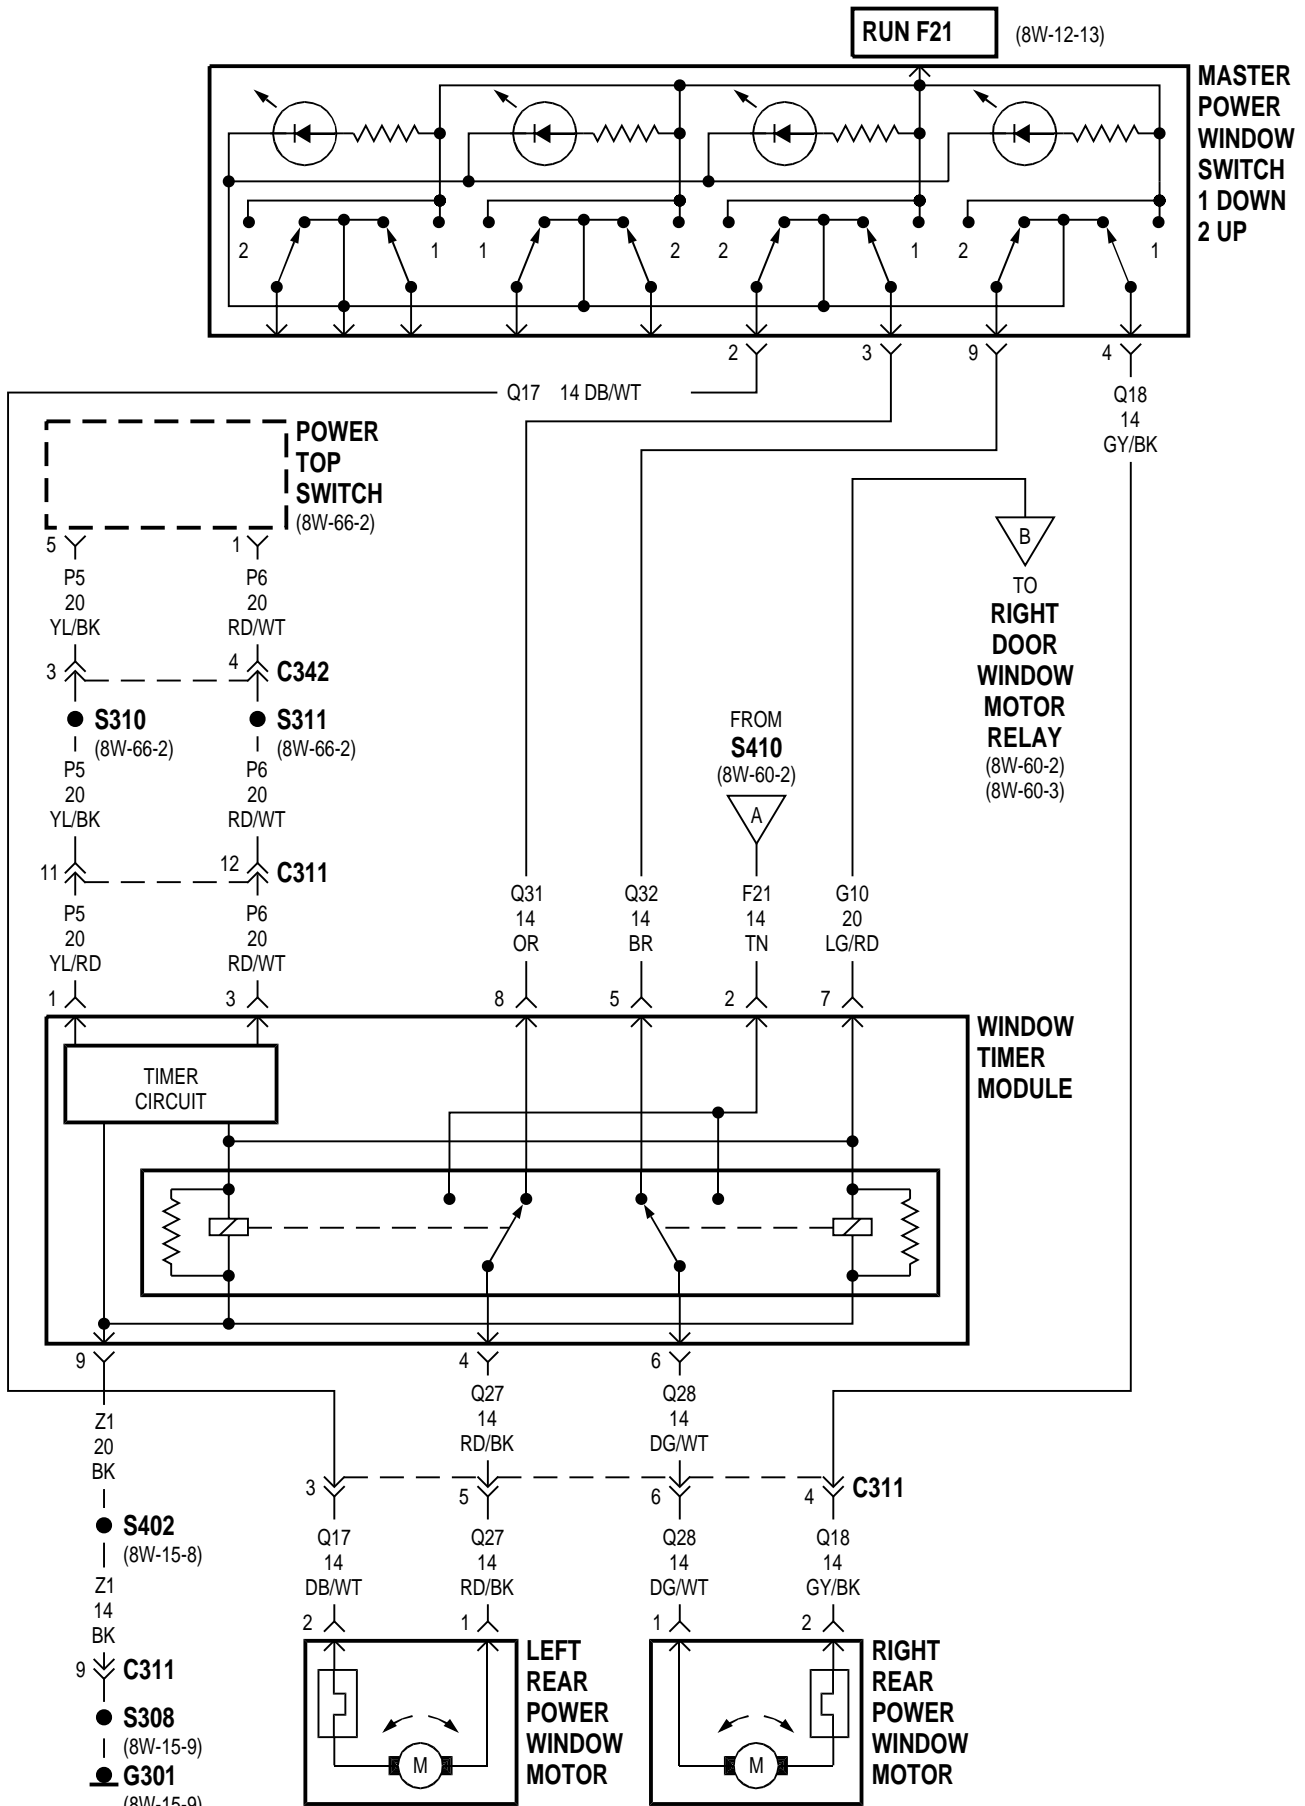 RUN F21
(8W-12-13)
MASTER
POWER
WINDOW
SWITCH
1 DOWN
2 UP
2 1 1 2 2 1 2 1
2 3 9 4
Q17 14 DB/WT
Q18
14
GY/BK
POWER
TOP
SWITCH
(8W-66-2)
5 1
P5
20
YL/BK
P6
20
RD/WT
3 4 C342
S310
(8W-66-2)
S311
(8W-66-2)
P5
20
YL/BK
P6
20
RD/WT
11 12 C311
P5
20
YL/RD
P6
20
RD/WT
B
TO
RIGHT
DOOR
WINDOW
MOTOR
RELAY
(8W-60-2)
(8W-60-3)
FROM
S410
(8W-60-2)
A
Q31
14
OR
Q32
14
BR
F21
14
TN
G10
20
LG/RD
1 3 8 5 2 7
WINDOW
TIMER
MODULE
TIMER
CIRCUIT
9 4 6
Z1
20
BK
Q27
14
RD/BK
Q28
14
DG/WT
3 5 6 4 C311
S402
(8W-15-8)
Z1
14
BK
9 C311
S308
(8W-15-9)
G301
(8W-15-9)
Q17
14
DB/WT
Q27
14
RD/BK
Q28
14
DG/WT
Q18
14
GY/BK
2 1 1 2
M
LEFT
REAR
POWER
WINDOW
MOTOR
M
RIGHT
REAR
POWER
WINDOW
MOTOR